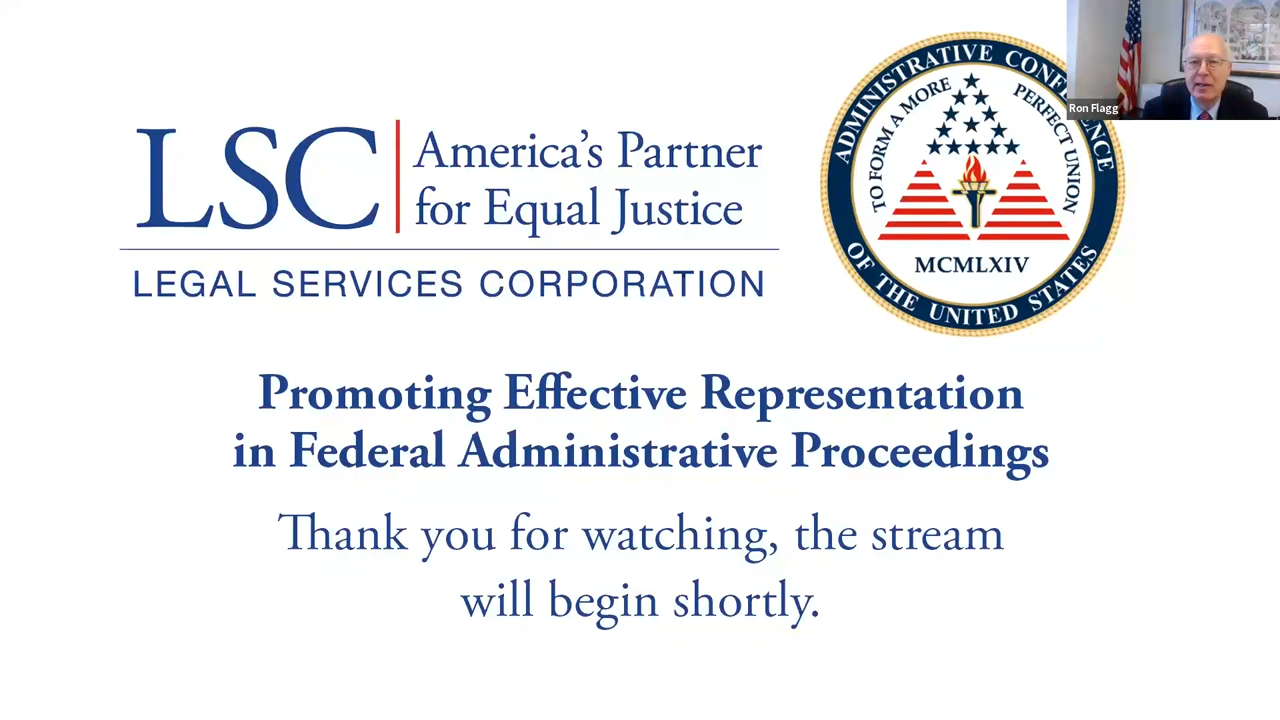 LSC
America's Partner
for Equal Justice
LEGAL SERVICES CORPORATION
ADMINISTRATIVE CONFERENCE
OF THE UNITED STATES
TO FORM A MORE
PERFECT UNION
MCMLXIV
Ron Flagg
Promoting Effective Representation
in Federal Administrative Proceedings
Thank you for watching, the stream
will begin shortly.